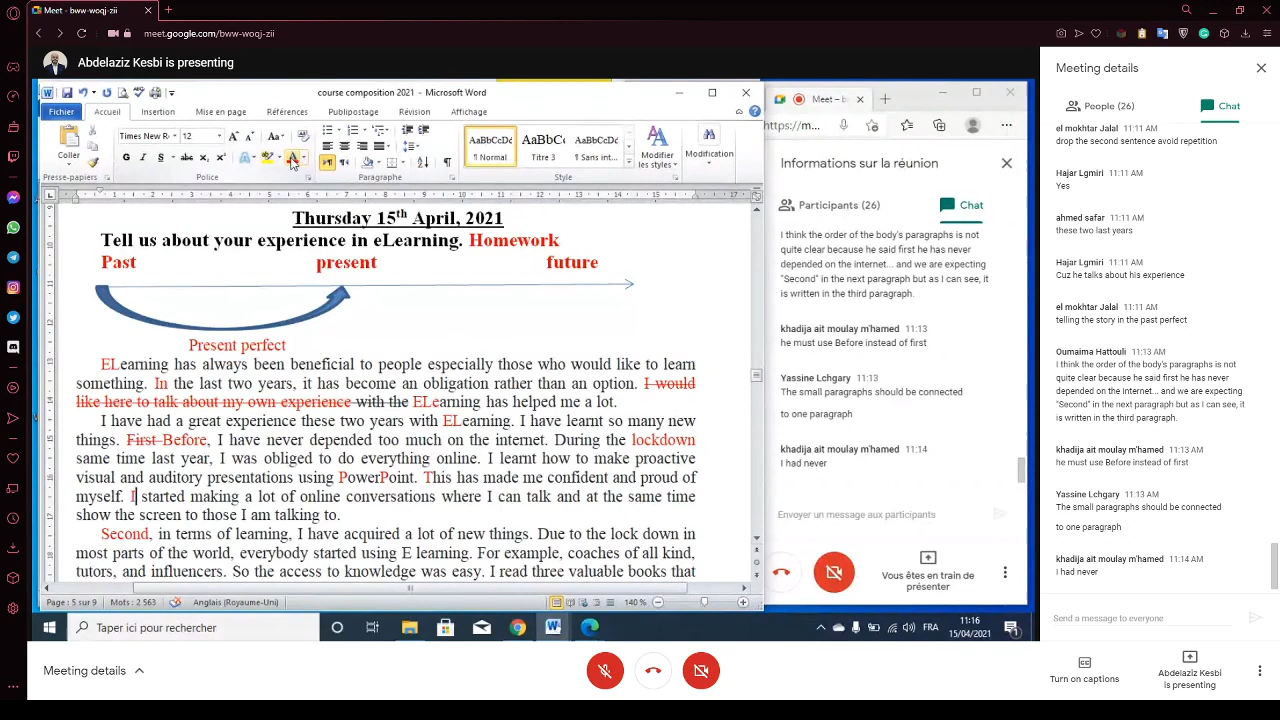 Meet - bww-woqj-zii
meet.google.com/bww-woqj-zii
Abdelaziz Kesbi is presenting
course composition 2021 - Microsoft Word
Fichier Accueil Insertion Mise en page Références Publipostage Révision Affichage
Coller
Times New R 12
AaBbCcDc AaBbCc AaBbCcDc
¶ Normal Titre 3 ¶ Sans int...
Modifier
les styles
Modification
Presse-papiers Police Paragraphe Style
Thursday 15th April, 2021
Tell us about your experience in eLearning. Homework
Past present future
Present perfect
ELearning has always been beneficial to people especially those who would like to learn
something. In the last two years, it has become an obligation rather than an option. I would
like here to talk about my own experience with the ELearning has helped me a lot.
I have had a great experience these two years with ELearning. I have learnt so many new
things. First Before, I have never depended too much on the internet. During the lockdown
same time last year, I was obliged to do everything online. I learnt how to make proactive
visual and auditory presentations using PowerPoint. This has made me confident and proud of
myself. I started making a lot of online conversations where I can talk and at the same time
show the screen to those I am talking to.
Second, in terms of learning, I have acquired a lot of new things. Due to the lock down in
most parts of the world, everybody started using E learning. For example, coaches of all kind,
tutors, and influencers. So the access to knowledge was easy. I read three valuable books that
Page : 5 sur 9 Mots : 2 563 Anglais (Royaume-Uni) 140 %
Meet – b
https://m...
Informations sur la réunion
Participants (26) Chat
I think the order of the body's paragraphs is not
quite clear because he said first he has never
depended on the internet... and we are expecting
"Second" in the next paragraph but as I can see, it
is written in the third paragraph.
khadija ait moulay m'hamed 11:13
he must use Before instead of first
Yassine Lchgary 11:13
The small paragraphs should be connected
to one paragraph
khadija ait moulay m'hamed 11:14
I had never
Envoyer un message aux participants
Vous êtes en train de
présenter
Taper ici pour rechercher
FRA
11:16
15/04/2021
Meeting details
People (26) Chat
el mokhtar Jalal 11:11 AM
drop the second sentence avoid repetition
Hajar Lgmiri 11:11 AM
Yes
ahmed safar 11:11 AM
these two last years
Hajar Lgmiri 11:11 AM
Cuz he talks about his experience
el mokhtar Jalal 11:11 AM
telling the story in the past perfect
Oumaima Hattouli 11:13 AM
I think the order of the body's paragraphs is not
quite clear because he said first he has never
depended on the internet... and we are expecting
"Second" in the next paragraph but as I can see, it
is written in the third paragraph.
khadija ait moulay m'hamed 11:13 AM
he must use Before instead of first
Yassine Lchgary 11:13 AM
The small paragraphs should be connected
to one paragraph
khadija ait moulay m'hamed 11:14 AM
I had never
Send a message to everyone
Meeting details
Turn on captions
Abdelaziz Kesbi
is presenting